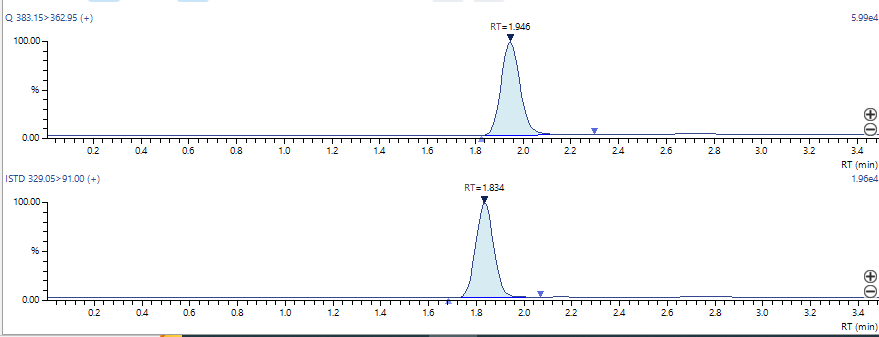 Q 383.15>362.95 (+) 5.99e4
RT=1.946
100.00
%
0.00
0.2 0.4 0.6 0.8 1.0 1.2 1.4 1.6 1.8 2.0 2.2 2.4 2.6 2.8 3.0 3.2 3.4
RT (min)
ISTD 329.05>91.00 (+) 1.96e4
RT=1.834
100.00
%
0.00
0.2 0.4 0.6 0.8 1.0 1.2 1.4 1.6 1.8 2.0 2.2 2.4 2.6 2.8 3.0 3.2 3.4
RT (min)